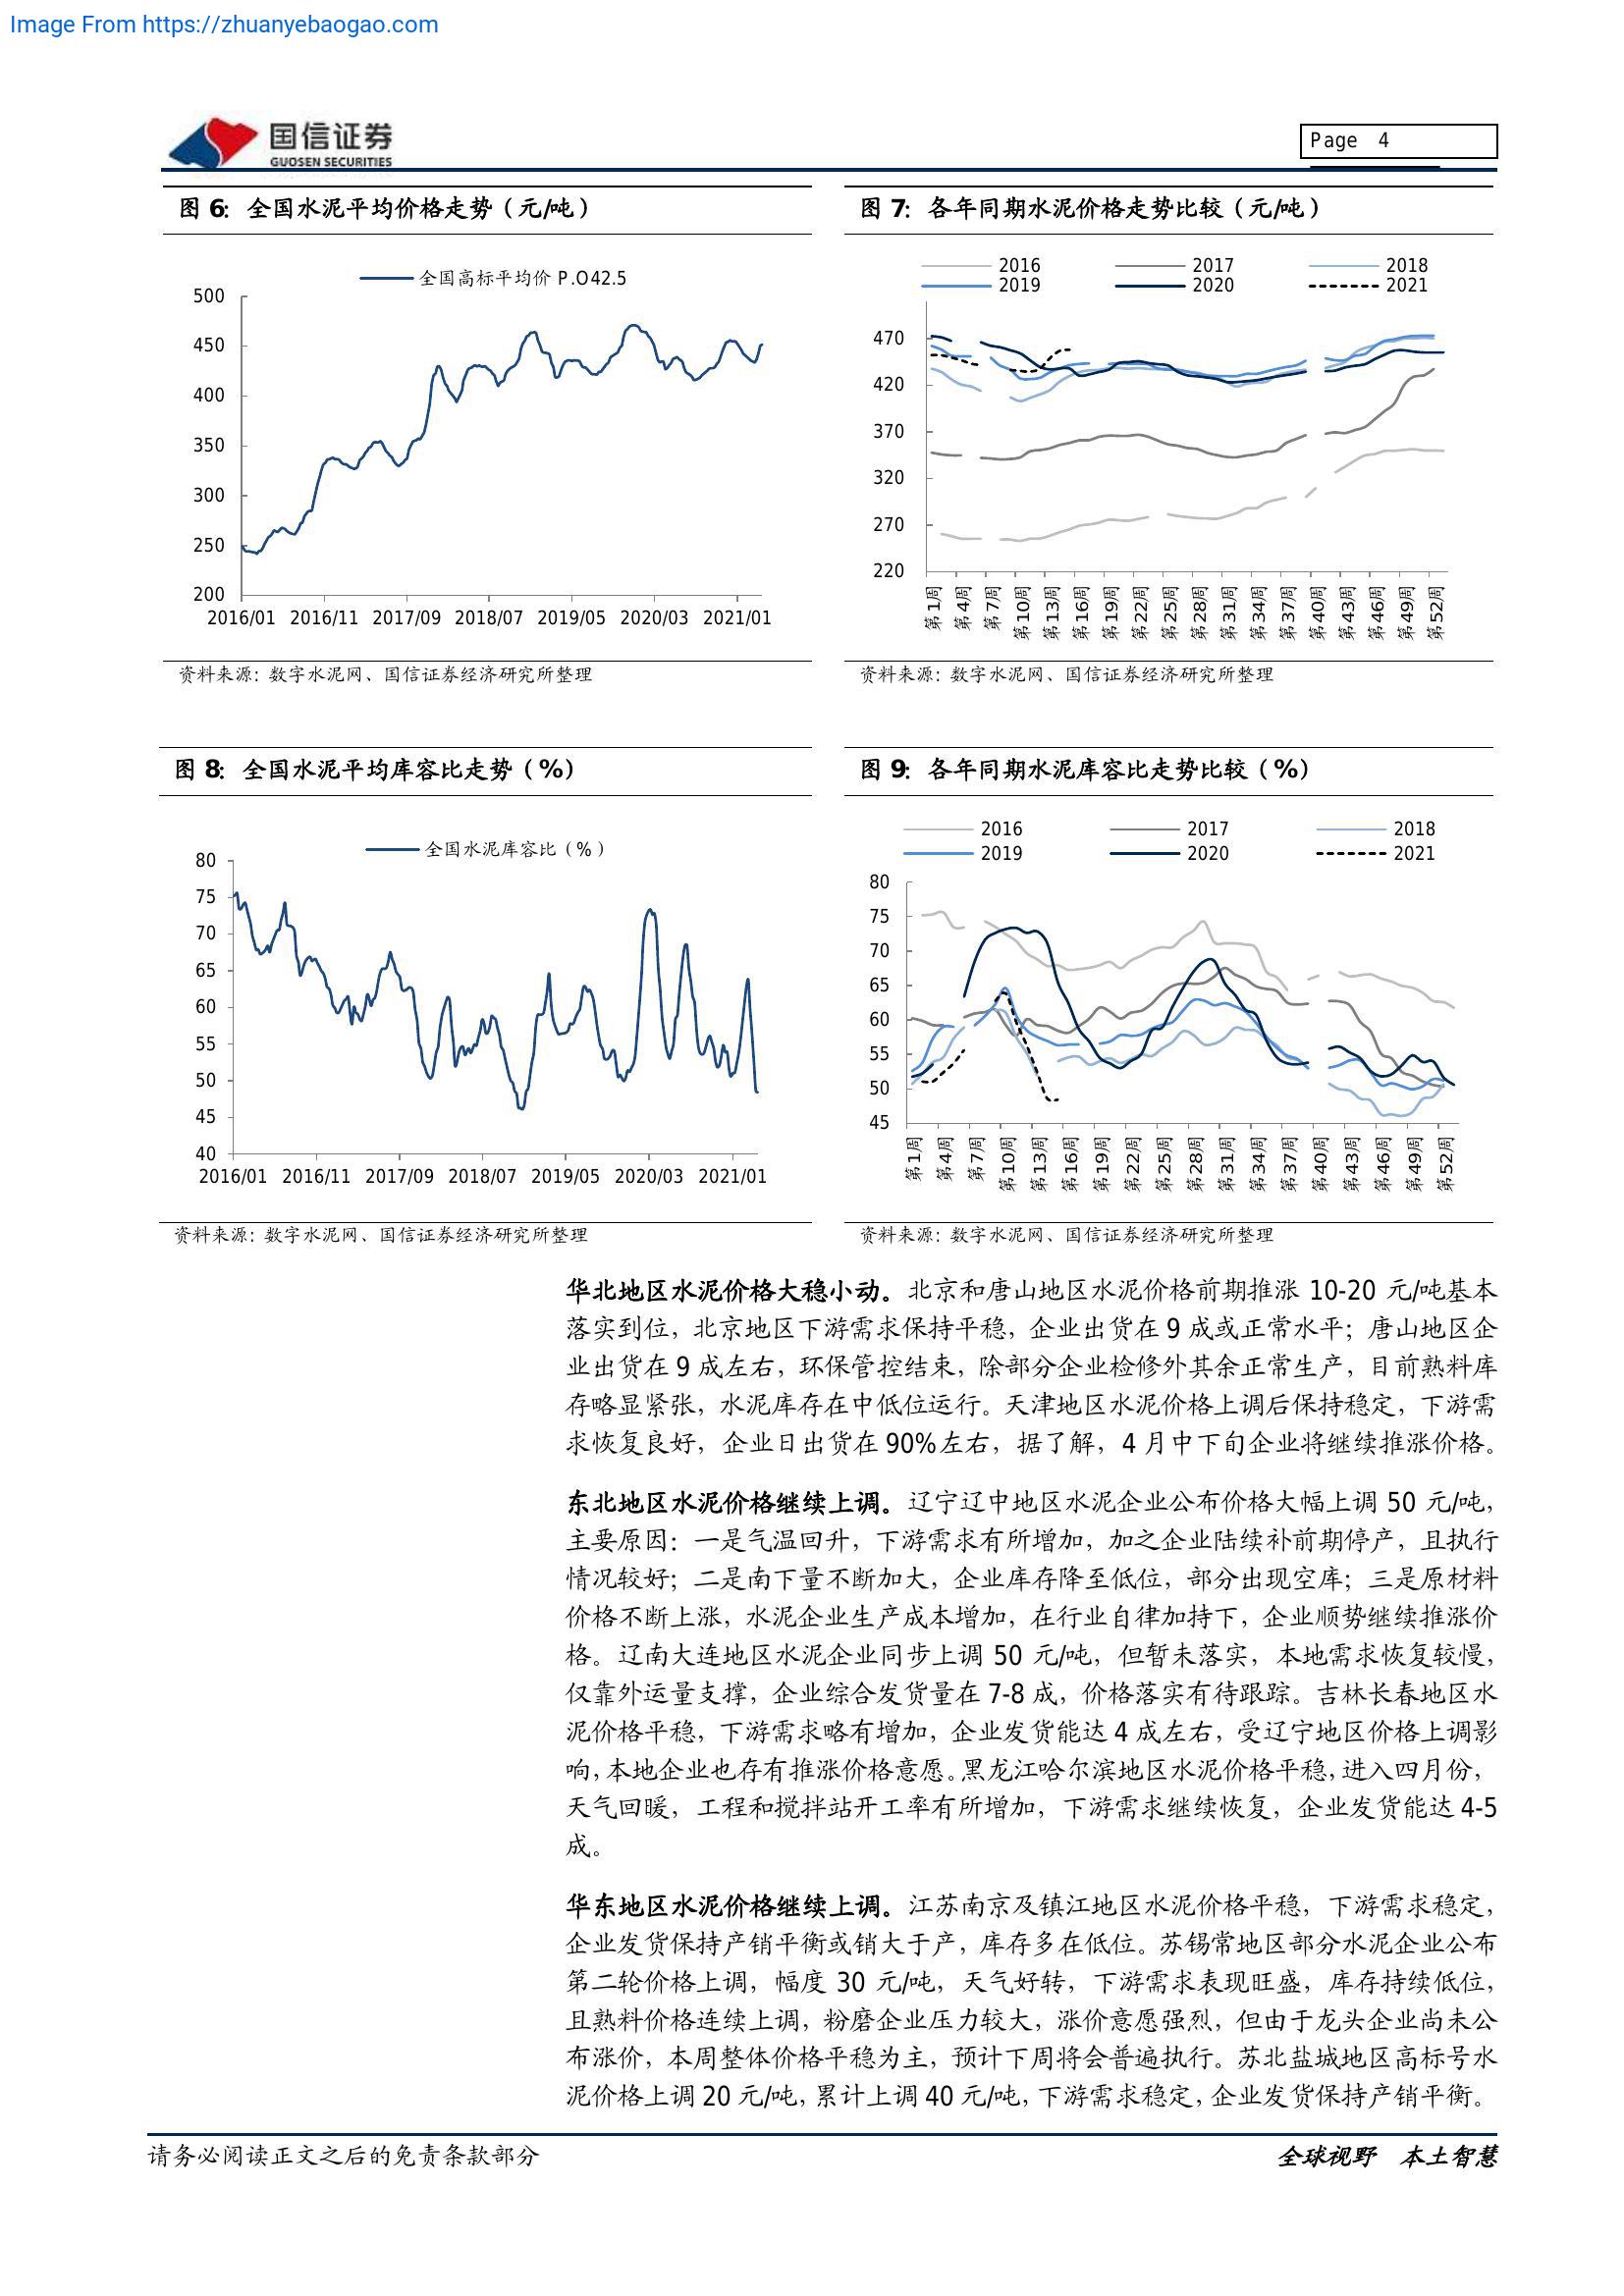 Image From https://zhuanyebaogao.com
国信证券
GUOSEN SECURITIES
Page 4
图 6: 全国水泥平均价格走势（元/吨）
全国高标平均价 P.O42.5
500
450
400
350
300
250
200
2016/01 2016/11 2017/09 2018/07 2019/05 2020/03 2021/01
资料来源: 数字水泥网、国信证券经济研究所整理
图 7: 各年同期水泥价格走势比较（元/吨）
2016 2017 2018
2019 2020 2021
470
420
370
320
270
220
第1周 第4周 第7周 第10周 第13周 第16周 第19周 第22周 第25周 第28周 第31周 第34周 第37周 第40周 第43周 第46周 第49周 第52周
资料来源: 数字水泥网、国信证券经济研究所整理
图 8: 全国水泥平均库容比走势（%）
全国水泥库容比（%）
80
75
70
65
60
55
50
45
40
2016/01 2016/11 2017/09 2018/07 2019/05 2020/03 2021/01
资料来源: 数字水泥网、国信证券经济研究所整理
图 9: 各年同期水泥库容比走势比较（%）
2016 2017 2018
2019 2020 2021
80
75
70
65
60
55
50
45
第1周 第4周 第7周 第10周 第13周 第16周 第19周 第22周 第25周 第28周 第31周 第34周 第37周 第40周 第43周 第46周 第49周 第52周
资料来源: 数字水泥网、国信证券经济研究所整理
华北地区水泥价格大稳小动。北京和唐山地区水泥价格前期推涨 10-20 元/吨基本
落实到位，北京地区下游需求保持平稳，企业出货在 9 成或正常水平；唐山地区企
业出货在 9 成左右，环保管控结束，除部分企业检修外其余正常生产，目前熟料库
存略显紧张，水泥库存在中低位运行。天津地区水泥价格上调后保持稳定，下游需
求恢复良好，企业日出货在 90%左右，据了解，4 月中下旬企业将继续推涨价格。
东北地区水泥价格继续上调。辽宁辽中地区水泥企业公布价格大幅上调 50 元/吨，
主要原因：一是气温回升，下游需求有所增加，加之企业陆续补前期停产，且执行
情况较好；二是南下量不断加大，企业库存降至低位，部分出现空库；三是原材料
价格不断上涨，水泥企业生产成本增加，在行业自律加持下，企业顺势继续推涨价
格。辽南大连地区水泥企业同步上调 50 元/吨，但暂未落实，本地需求恢复较慢，
仅靠外运量支撑，企业综合发货量在 7-8 成，价格落实有待跟踪。吉林长春地区水
泥价格平稳，下游需求略有增加，企业发货能达 4 成左右，受辽宁地区价格上调影
响，本地企业也存有推涨价格意愿。黑龙江哈尔滨地区水泥价格平稳，进入四月份，
天气回暖，工程和搅拌站开工率有所增加，下游需求继续恢复，企业发货能达 4-5
成。
华东地区水泥价格继续上调。江苏南京及镇江地区水泥价格平稳，下游需求稳定，
企业发货保持产销平衡或销大于产，库存多在低位。苏锡常地区部分水泥企业公布
第二轮价格上调，幅度 30 元/吨，天气好转，下游需求表现旺盛，库存持续低位，
且熟料价格连续上调，粉磨企业压力较大，涨价意愿强烈，但由于龙头企业尚未公
布涨价，本周整体价格平稳为主，预计下周将会普遍执行。苏北盐城地区高标号水
泥价格上调 20 元/吨，累计上调 40 元/吨，下游需求稳定，企业发货保持产销平衡。
请务必阅读正文之后的免责条款部分
全球视野 本土智慧